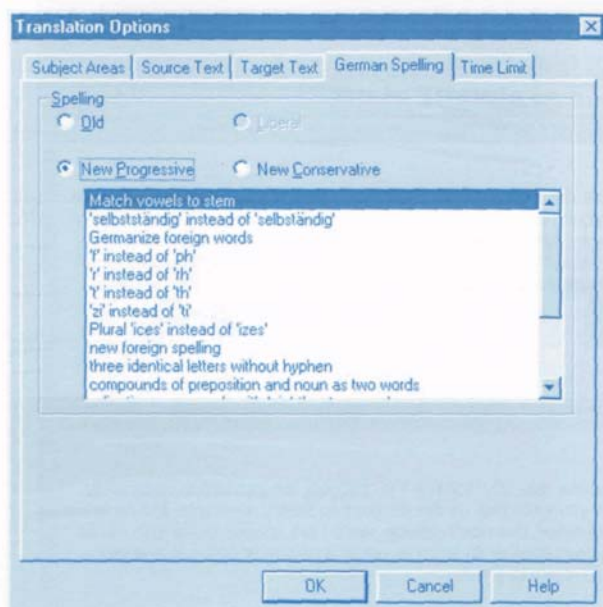 Translation Options
Subject Areas Source Text Target Text German Spelling Time Limit
Spelling
Old Liberal
New Progressive New Conservative
Match vowels to stem
'selbstständig' instead of 'selbständig'
Germanize foreign words
'f' instead of 'ph'
'r' instead of 'rh'
't' instead of 'th'
'zi' instead of 'ti'
Plural 'ices' instead of 'izes'
new foreign spelling
three identical letters without hyphen
compounds of preposition and noun as two words
OK Cancel Help